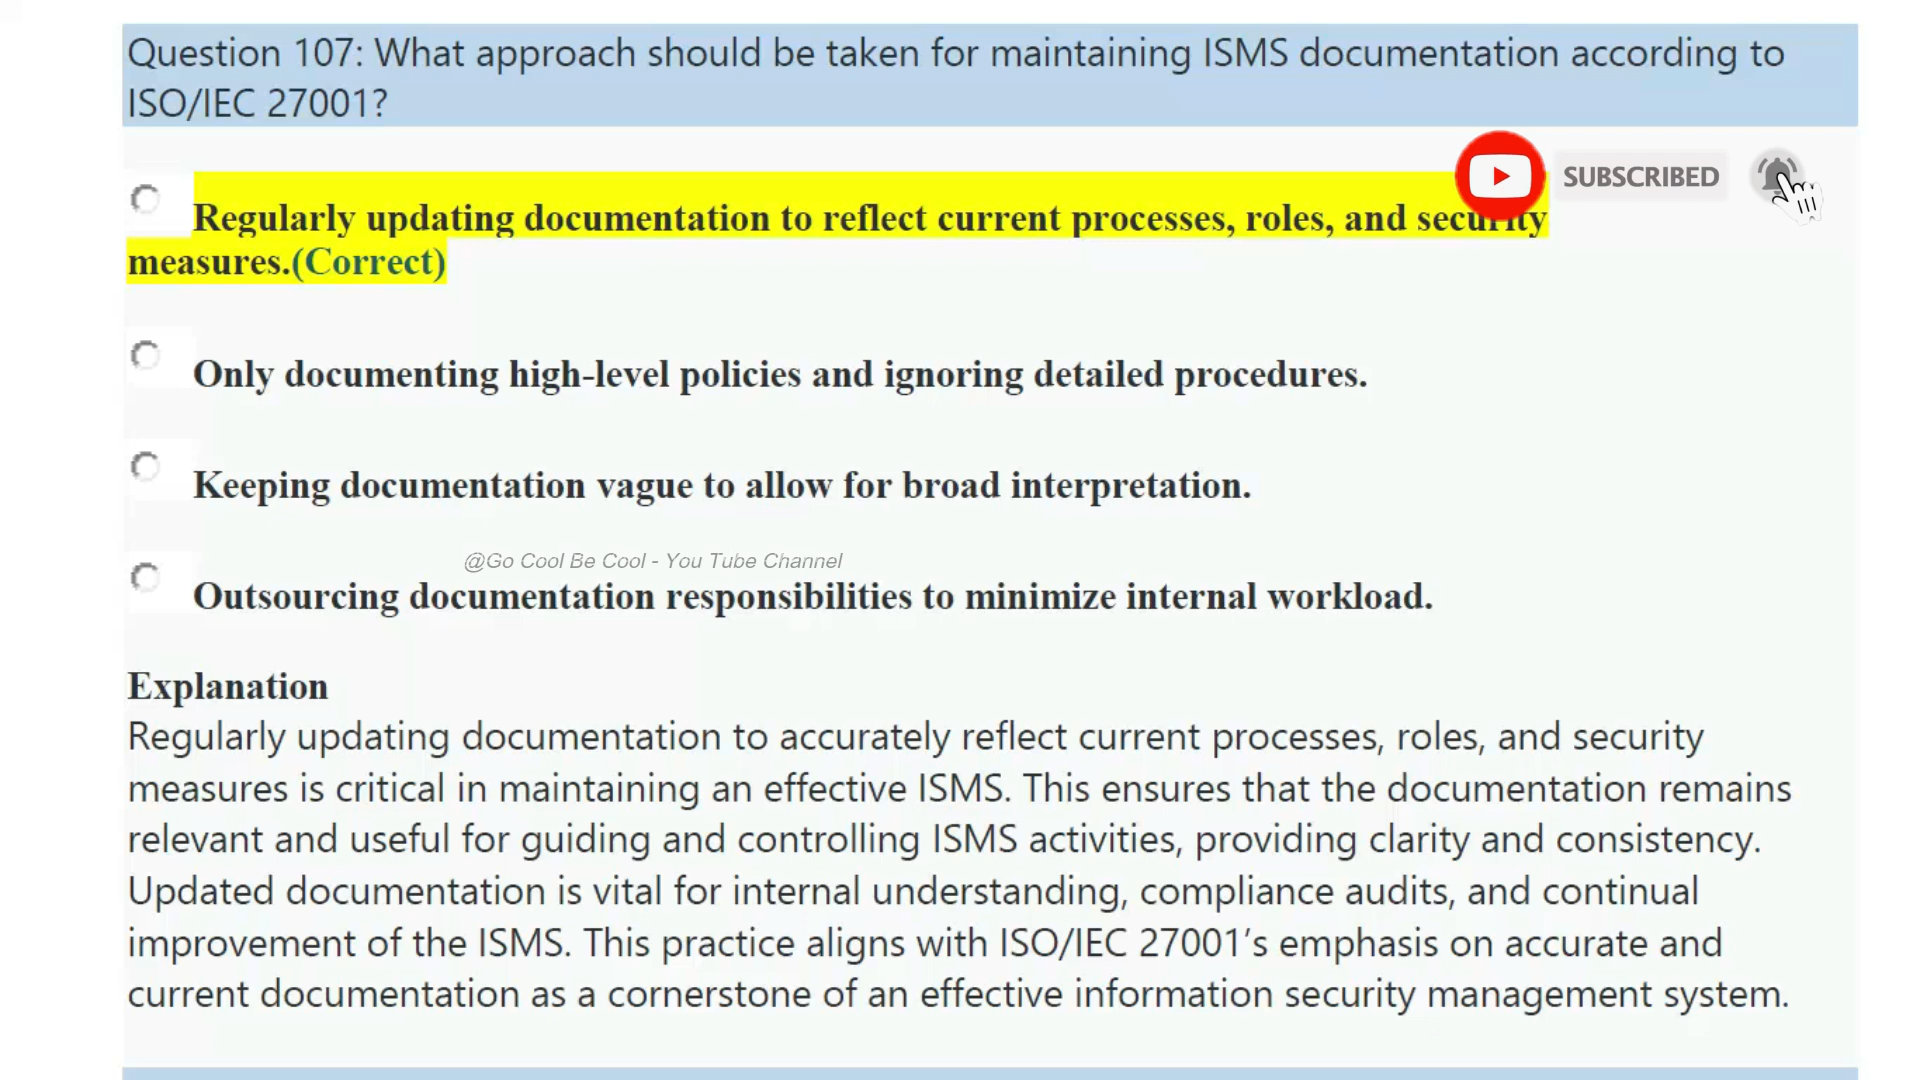 Question 107: What approach should be taken for maintaining ISMS documentation according to
ISO/IEC 27001?
SUBSCRIBED
Regularly updating documentation to reflect current processes, roles, and security
measures.(Correct)
Only documenting high-level policies and ignoring detailed procedures.
Keeping documentation vague to allow for broad interpretation.
@Go Cool Be Cool - You Tube Channel
Outsourcing documentation responsibilities to minimize internal workload.
Explanation
Regularly updating documentation to accurately reflect current processes, roles, and security
measures is critical in maintaining an effective ISMS. This ensures that the documentation remains
relevant and useful for guiding and controlling ISMS activities, providing clarity and consistency.
Updated documentation is vital for internal understanding, compliance audits, and continual
improvement of the ISMS. This practice aligns with ISO/IEC 27001’s emphasis on accurate and
current documentation as a cornerstone of an effective information security management system.